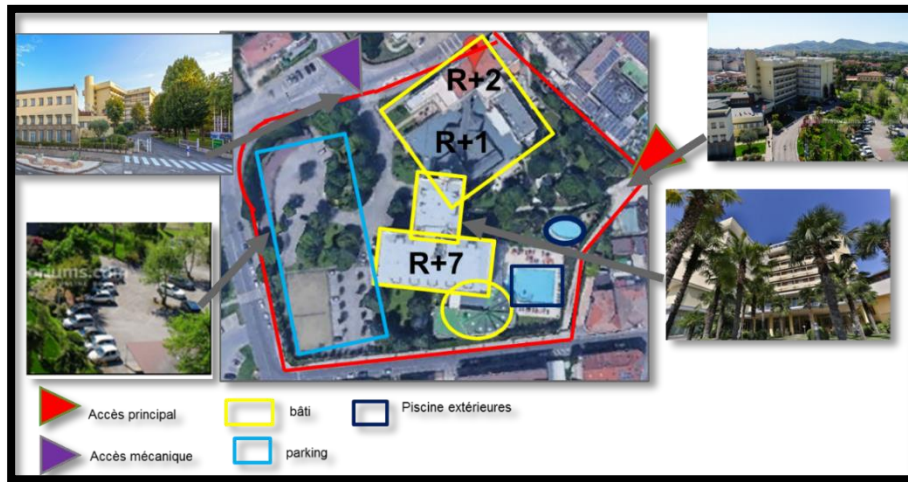 R+2
R+1
R+7
Accès principal
bâti
Piscine extérieures
Accès mécanique
parking